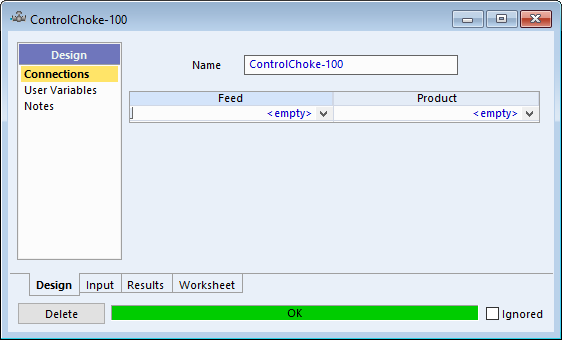 ControlChoke-100
Design
Connections
User Variables
Notes
Name ControlChoke-100
Feed Product
<empty> <empty>
Design Input Results Worksheet
Delete OK Ignored